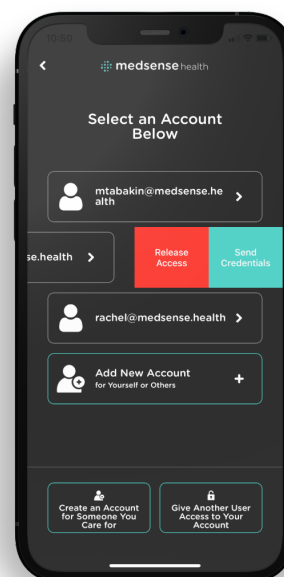 10:50
medsense health
Select an Account
Below
mtabakin@medsense.he
alth
se.health
Release
Access
Send
Credentials
rachel@medsense.health
Add New Account
for Yourself or Others
Create an Account
for Someone You
Care for
Give Another User
Access to Your
Account